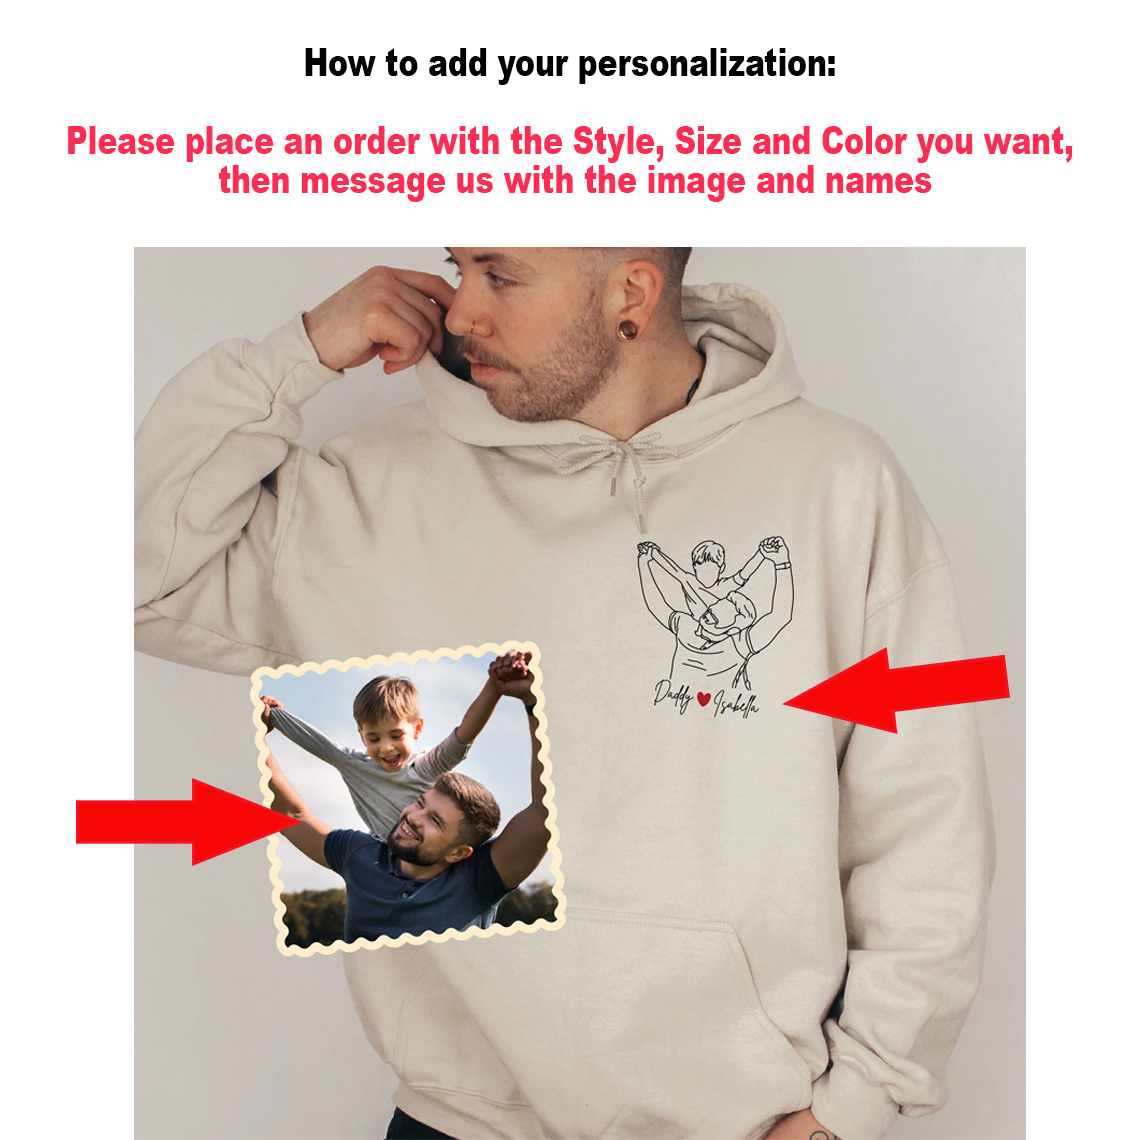 How to add your personalization:
Please place an order with the Style, Size and Color you want,
then message us with the image and names
Daddy Isabella